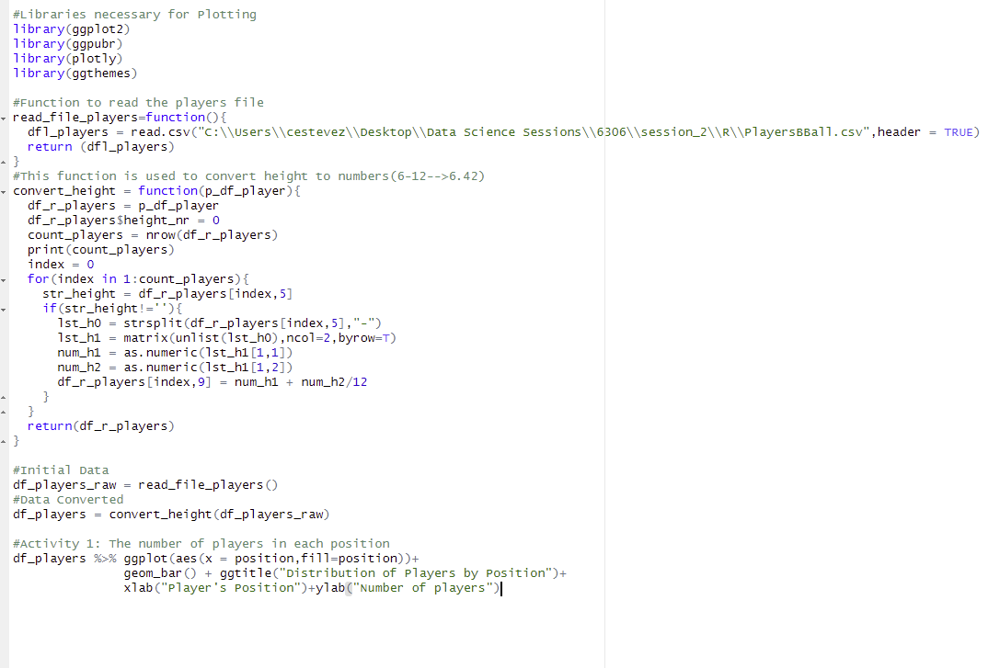 #Libraries necessary for Plotting
library(ggplot2)
library(ggpubr)
library(plotly)
library(ggthemes)
#Function to read the players file
read_file_players=function(){
dfl_players = read.csv("C:\\Users\\cestevez\\Desktop\\Data Science Sessions\\6306\\session_2\\R\\PlayersBBall.csv",header = TRUE)
return (dfl_players)
}
#This function is used to convert height to numbers(6-12-->6.42)
convert_height = function(p_df_player){
df_r_players = p_df_player
df_r_players$height_nr = 0
count_players = nrow(df_r_players)
print(count_players)
index = 0
for(index in 1:count_players){
str_height = df_r_players[index,5]
if(str_height!=''){
lst_h0 = strsplit(df_r_players[index,5],"-")
lst_h1 = matrix(unlist(lst_h0),ncol=2,byrow=T)
num_h1 = as.numeric(lst_h1[1,1])
num_h2 = as.numeric(lst_h1[1,2])
df_r_players[index,9] = num_h1 + num_h2/12
}
}
return(df_r_players)
}
#Initial Data
df_players_raw = read_file_players()
#Data Converted
df_players = convert_height(df_players_raw)
#Activity 1: The number of players in each position
df_players %>% ggplot(aes(x = position,fill=position))+
geom_bar() + ggtitle("Distribution of Players by Position")+
xlab("Player's Position")+ylab("Number of players")